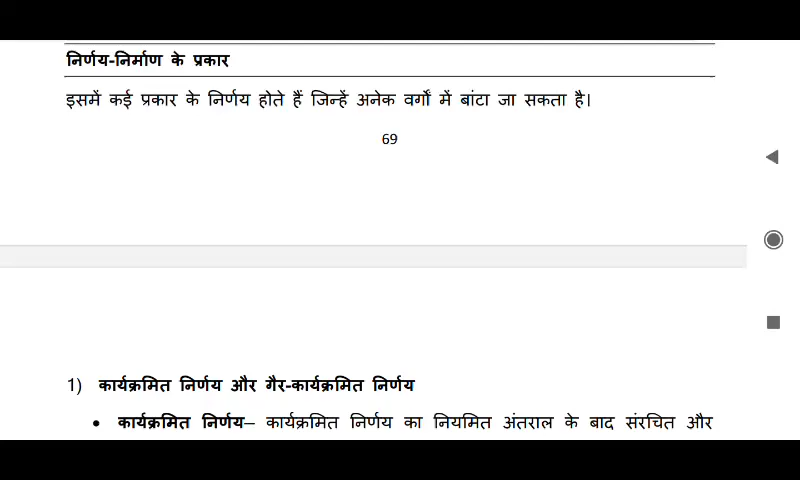 निर्णय-निर्माण के प्रकार
इसमें कई प्रकार के निर्णय होते हैं जिन्हें अनेक वर्गों में बांटा जा सकता है।
69
1) कार्यक्रमित निर्णय और गैर-कार्यक्रमित निर्णय
• कार्यक्रमित निर्णय– कार्यक्रमित निर्णय का नियमित अंतराल के बाद संरचित और